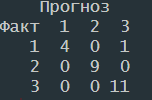 Прогноз
Факт 1 2 3
1 4 0 1
2 0 9 0
3 0 0 11